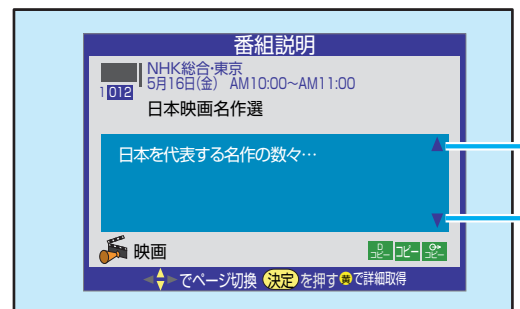 番組説明
NHK総合・東京
5月16日(金) AM10:00~AM11:00
1 012
日本映画名作選
日本を代表する名作の数々…
映画
D コピー コピー コピー
でページ切換 決定 を押す 黄 で詳細取得